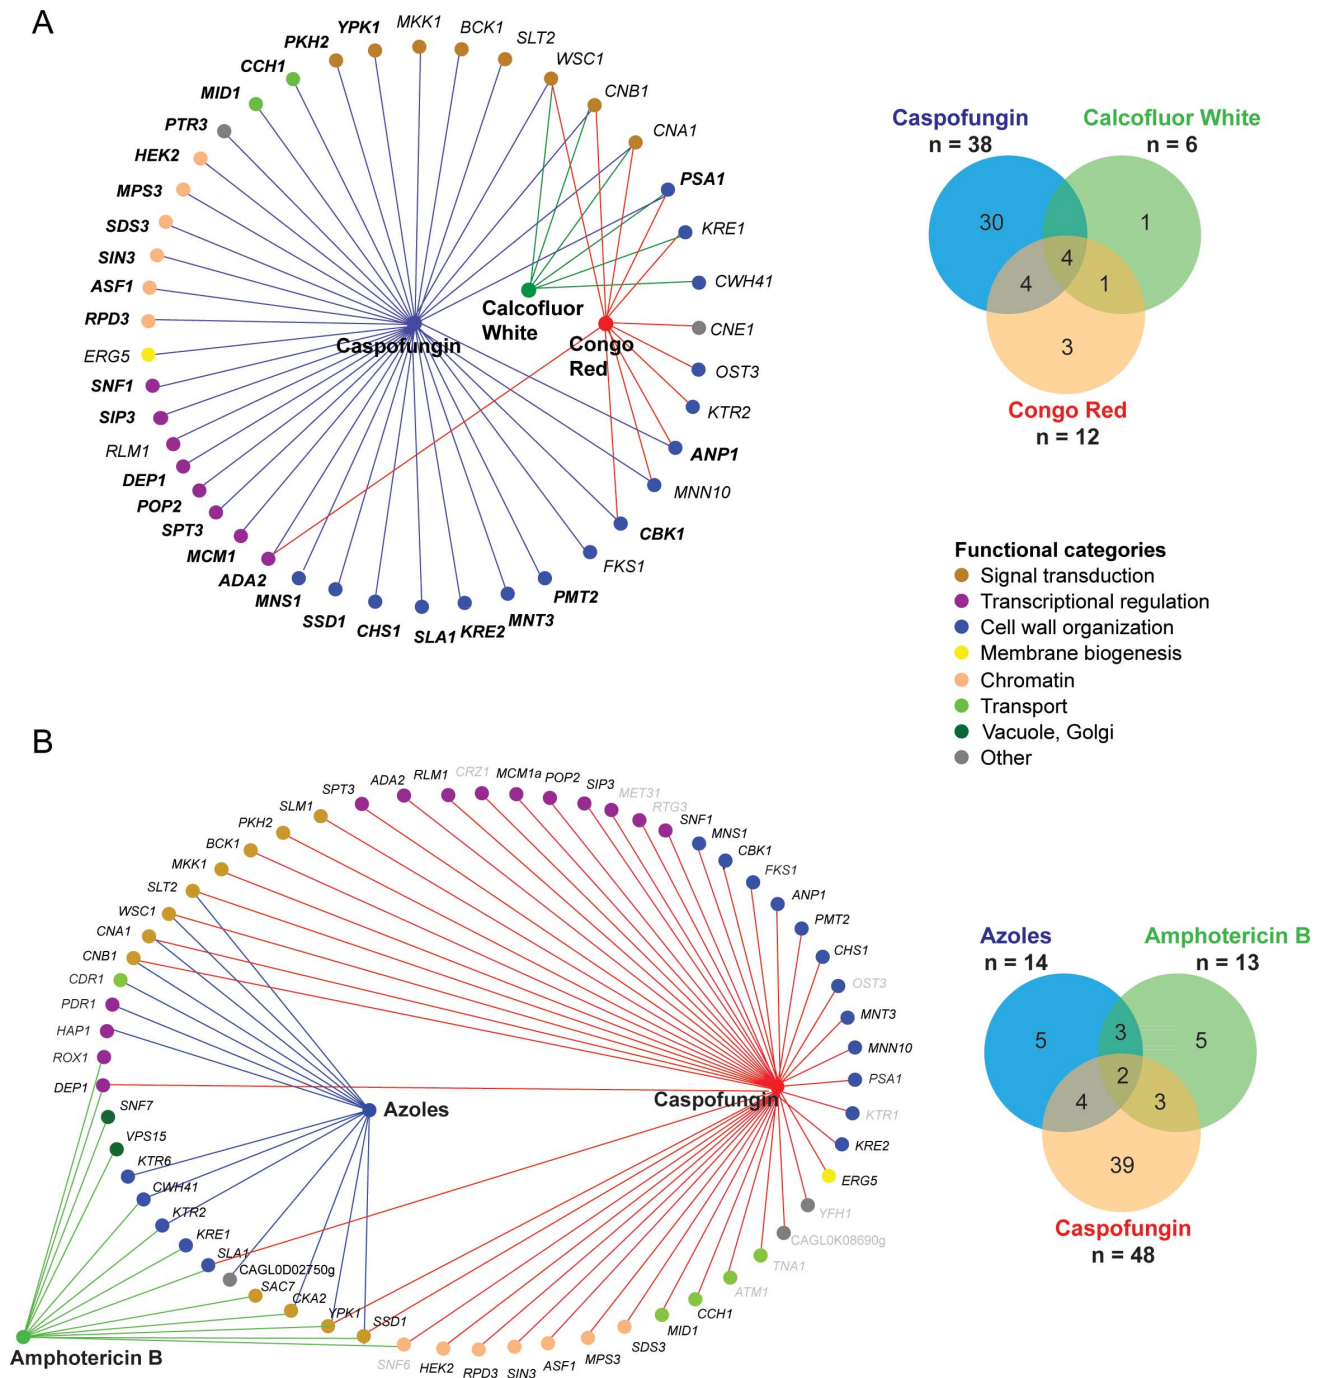 A
YPK1
MKK1
BCK1
SLT2
PKH2
WSC1
CCH1
CNB1
MID1
CNA1
PTR3
PSA1
HEK2
KRE1
MPS3
CWH41
SDS3
CNE1
SIN3
OST3
ASF1
KTR2
RPD3
ANP1
ERG5
MNN10
SNF1
CBK1
SIP3
FKS1
RLM1
PMT2
DEP1
MNT3
POP2
KRE2
SPT3
SLA1
MCM1
CHS1
ADA2
SSD1
MNS1
Caspofungin
Calcofluor
White
Congo
Red
Caspofungin
n = 38
Calcofluor White
n = 6
30
1
4
4
1
3
Congo Red
n = 12
Functional categories
Signal transduction
Transcriptional regulation
Cell wall organization
Membrane biogenesis
Chromatin
Transport
Vacuole, Golgi
Other
B
SPT3
ADA2
RLM1
CRZ1
MCM1a
POP2
SIP3
MET31
RTG3
SNF1
MNS1
CBK1
FKS1
ANP1
PMT2
CHS1
OST3
MNT3
MNN10
PSA1
KTR1
KRE2
ERG5
YFH1
CAGL0K08690g
TNA1
ATM1
CCH1
MID1
SDS3
MPS3
ASF1
SIN3
RPD3
HEK2
SNF6
SLM1
PKH2
BCK1
MKK1
SLT2
WSC1
CNA1
CNB1
CDR1
PDR1
HAP1
ROX1
DEP1
SNF7
VPS15
KTR6
CWH41
KTR2
KRE1
SLA1
CAGL0D02750g
SAC7
CKA2
YPK1
SSD1
Azoles
Caspofungin
Amphotericin B
Azoles
n = 14
Amphotericin B
n = 13
5
3
5
2
4
3
39
Caspofungin
n = 48